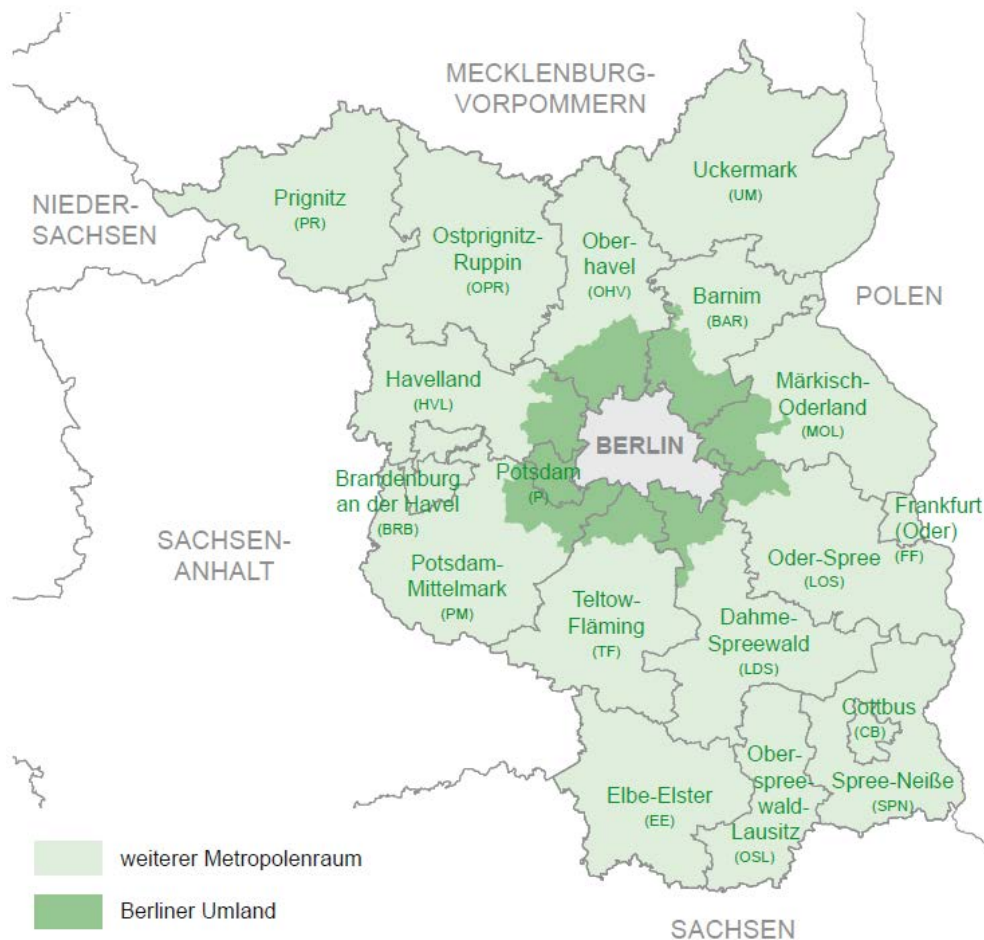 MECKLENBURG-
VORPOMMERN
Uckermark
(UM)
Prignitz
(PR)
NIEDER-
SACHSEN
Ostprignitz-
Ruppin
(OPR)
Ober-
havel
(OHV)
Barnim
(BAR)
POLEN
Havelland
(HVL)
Märkisch-
Oderland
(MOL)
BERLIN
Potsdam
(P)
Brandenburg
an der Havel
(BRB)
Frankfurt
(Oder)
(FF)
SACHSEN-
ANHALT
Potsdam-
Mittelmark
(PM)
Oder-Spree
(LOS)
Teltow-
Fläming
(TF)
Dahme-
Spreewald
(LDS)
Cottbus
(CB)
Ober-
spree-
wald-
Lausitz
(OSL)
Spree-Neiße
(SPN)
Elbe-Elster
(EE)
weiterer Metropolenraum
Berliner Umland
SACHSEN